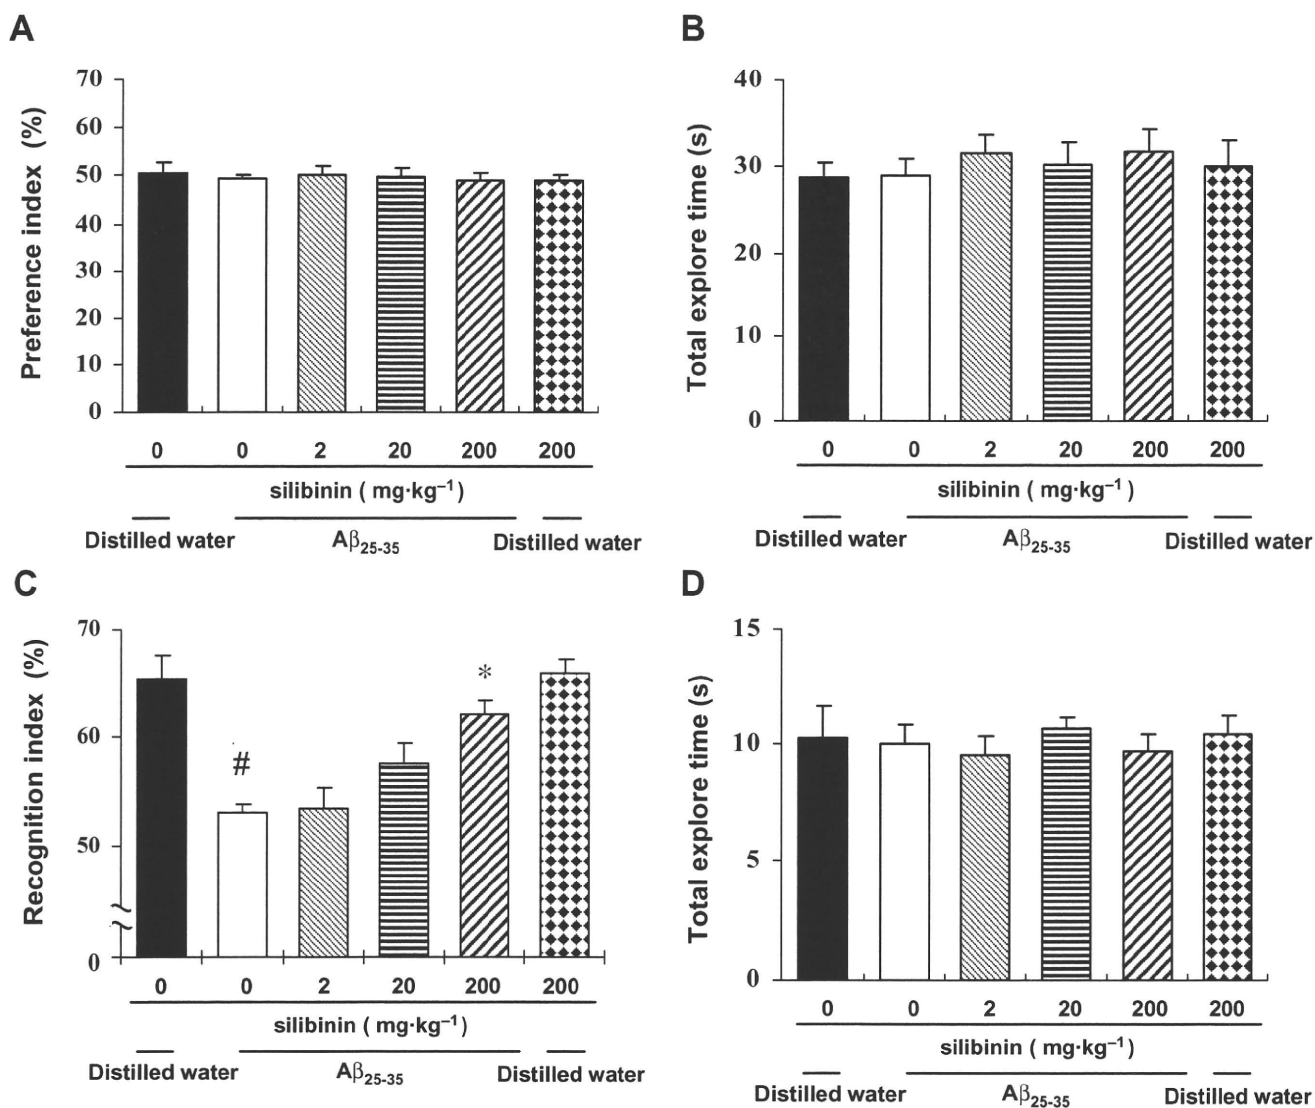 A
Preference index (%)
70
60
50
40
30
20
10
0
0 0 2 20 200 200
silibinin ( mg·kg⁻¹)
Distilled water Aβ25-35 Distilled water
B
Total explore time (s)
40
30
20
10
0
0 0 2 20 200 200
silibinin ( mg·kg⁻¹)
Distilled water Aβ25-35 Distilled water
C
Recognition index (%)
70
60
50
0
#
*
0 0 2 20 200 200
silibinin ( mg·kg⁻¹)
Distilled water Aβ25-35 Distilled water
D
Total explore time (s)
15
10
5
0
0 0 2 20 200 200
silibinin ( mg·kg⁻¹)
Distilled water Aβ25-35 Distilled water